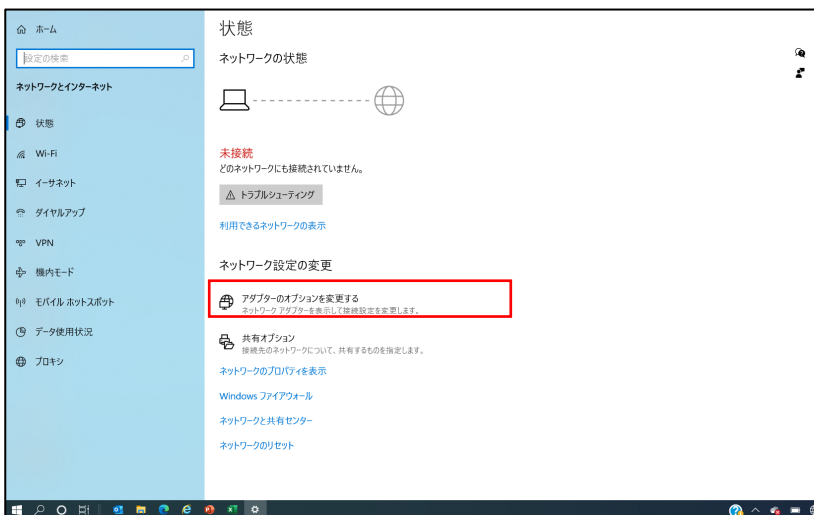 ホーム
設定の検索
ネットワークとインターネット
状態
Wi-Fi
イーサネット
ダイヤルアップ
VPN
機内モード
モバイル ホットスポット
データ使用状況
プロキシ
状態
ネットワークの状態
未接続
どのネットワークにも接続されていません。
トラブルシューティング
利用できるネットワークの表示
ネットワーク設定の変更
アダプターのオプションを変更する
ネットワーク アダプターを表示して接続設定を変更します。
共有オプション
接続先のネットワークについて、共有するものを指定します。
ネットワークのプロパティを表示
Windows ファイアウォール
ネットワークと共有センター
ネットワークのリセット